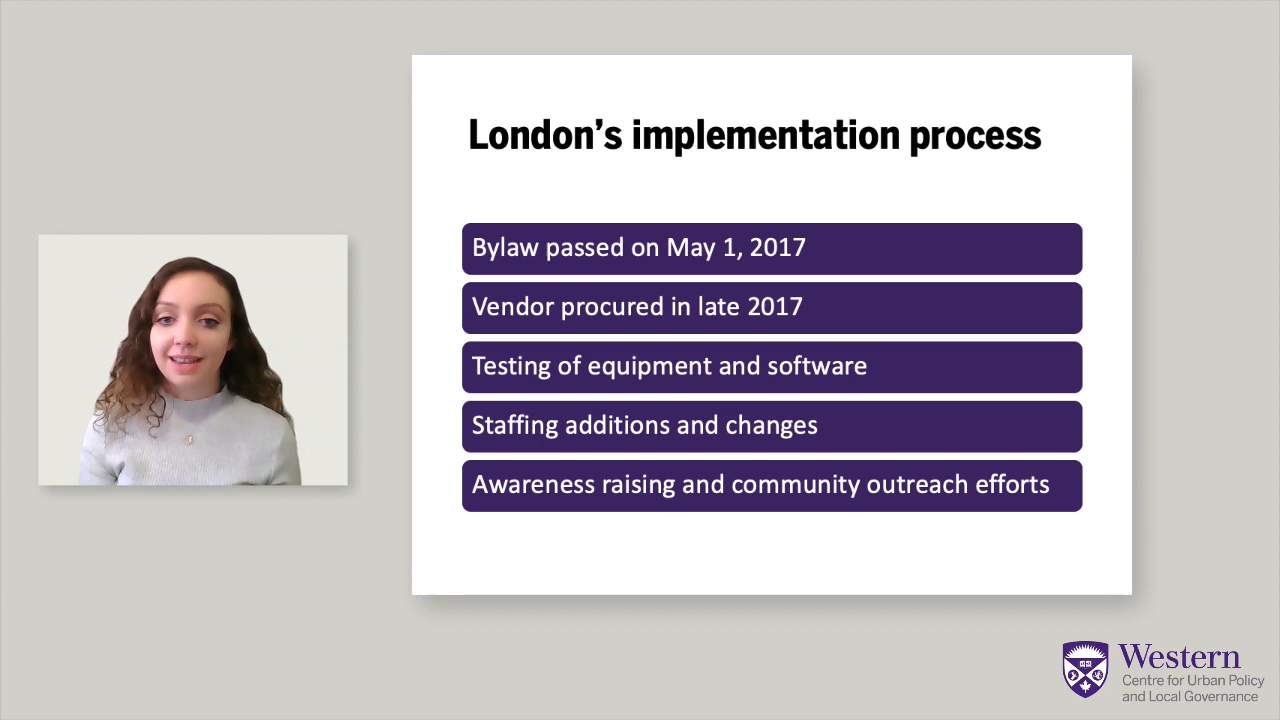 London’s implementation process
Bylaw passed on May 1, 2017
Vendor procured in late 2017
Testing of equipment and software
Staffing additions and changes
Awareness raising and community outreach efforts
Western
Centre for Urban Policy
and Local Governance